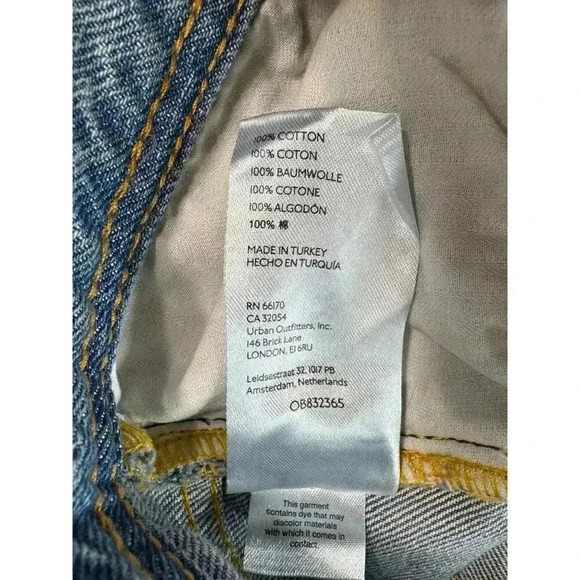 100% COTTON
100% COTON
100% BAUMWOLLE
100% COTONE
100% ALGODÓN
100% 棉
MADE IN TURKEY
HECHO EN TURQUÍA
RN 66170
CA 32054
Urban Outfitters, Inc.
146 Brick Lane
LONDON, E1 6RU
Leidsestraat 32, 1017 PB
Amsterdam, Netherlands
OB832365
This garment
contains dye that may
discolor materials
with which it comes in
contact